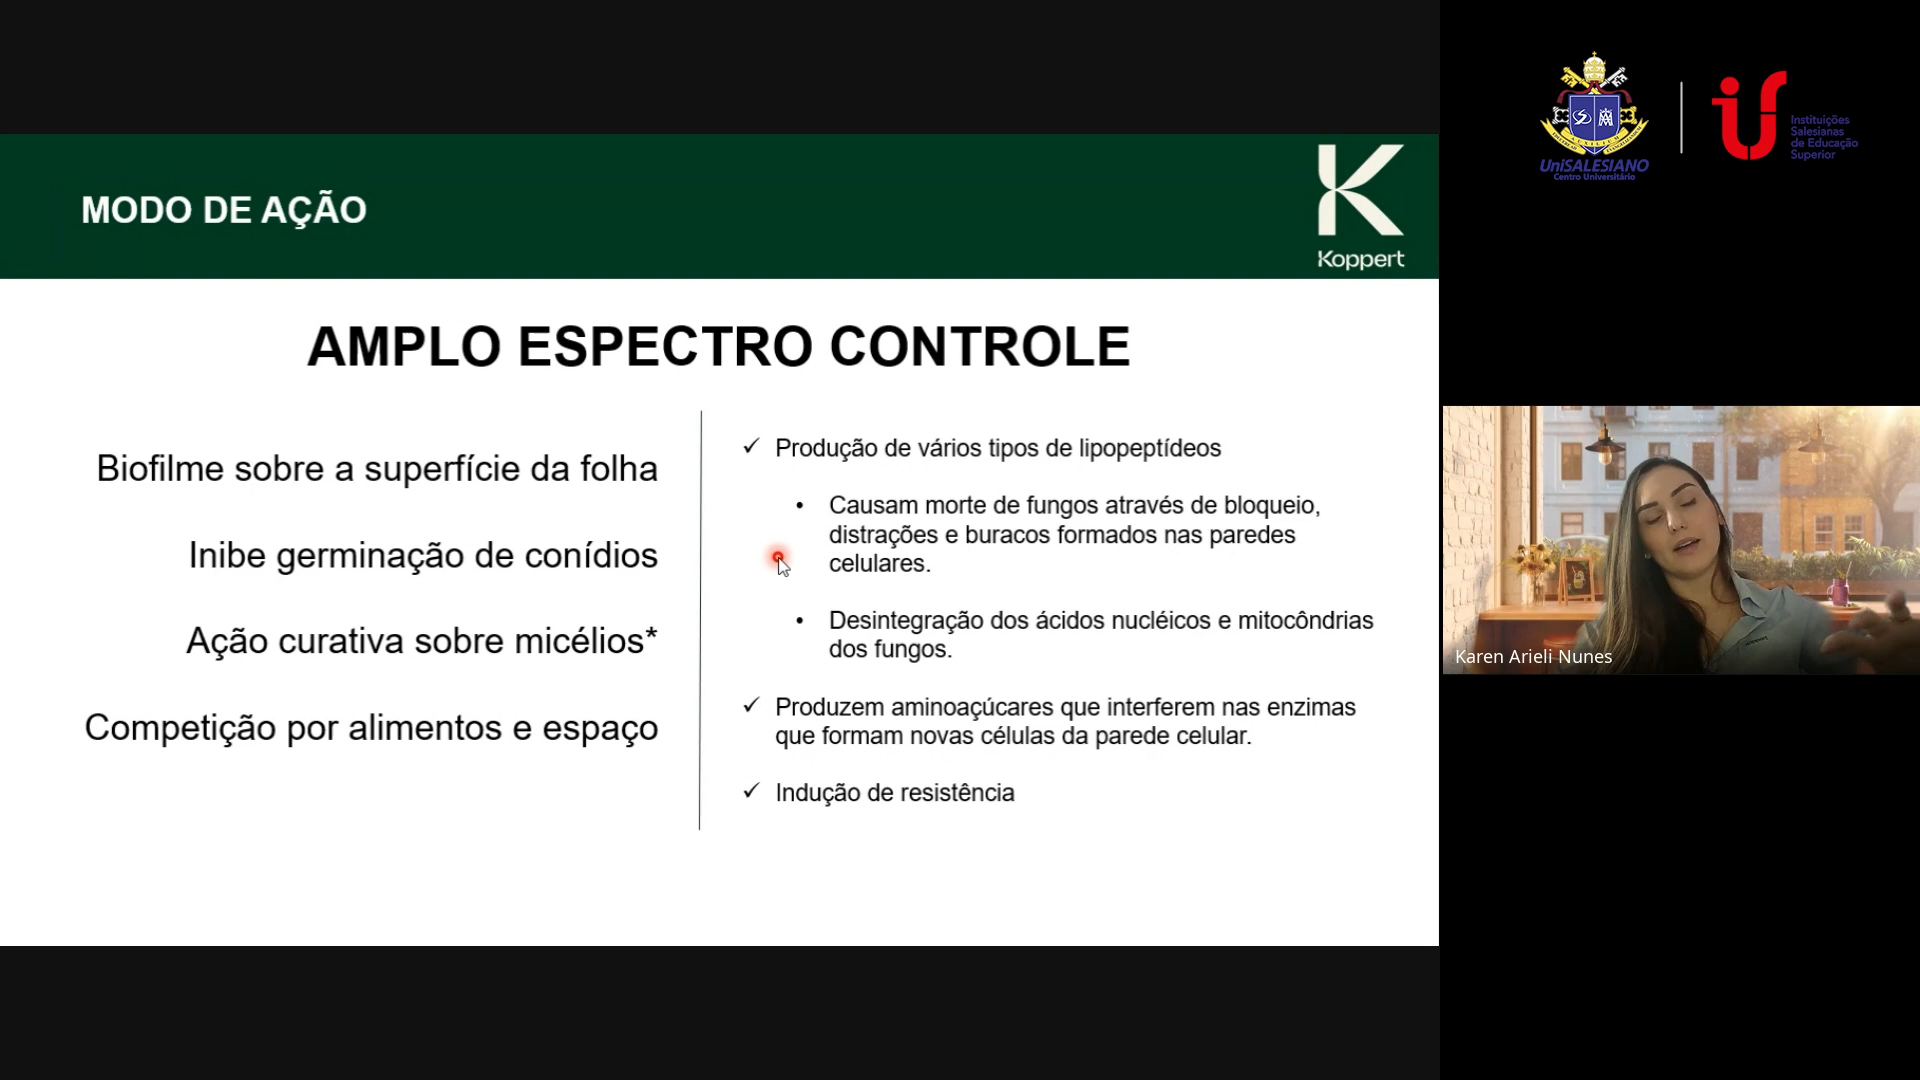 MODO DE AÇÃO
Koppert
AMPLO ESPECTRO CONTROLE
Biofilme sobre a superfície da folha
Inibe germinação de conídios
Ação curativa sobre micélios*
Competição por alimentos e espaço
✓ Produção de vários tipos de lipopeptídeos
• Causam morte de fungos através de bloqueio,
distrações e buracos formados nas paredes
celulares.
• Desintegração dos ácidos nucléicos e mitocôndrias
dos fungos.
✓ Produzem aminoaçúcares que interferem nas enzimas
que formam novas células da parede celular.
✓ Indução de resistência
UniSALESIANO
Centro Universitário
Instituições
Salesianas
de Educação
Superior
Karen Arieli Nunes